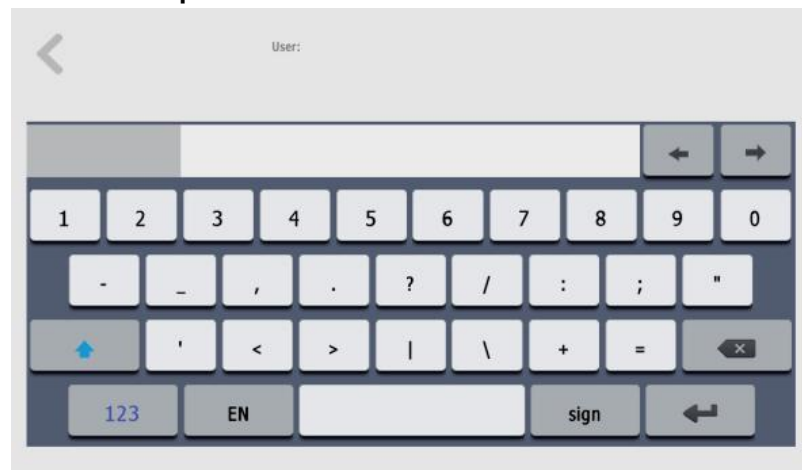 User:
1 2 3 4 5 6 7 8 9 0
- _ , . ? / : ; "
' < > | \ + =
123 EN sign